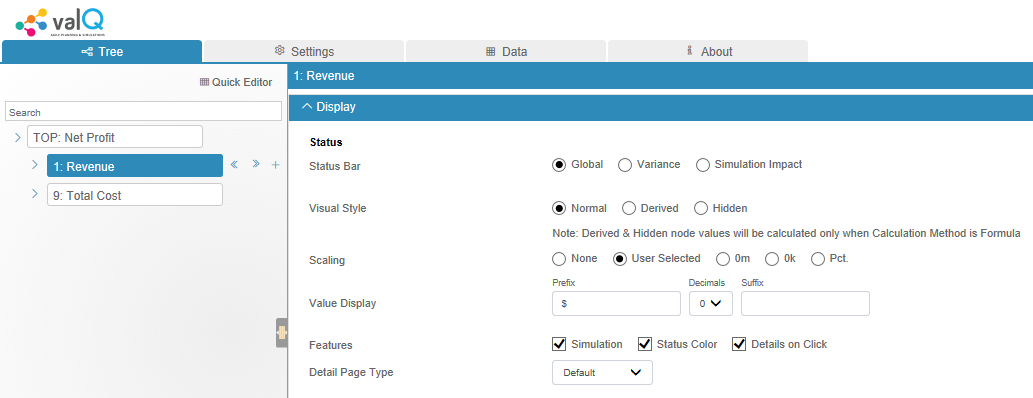 valQ
AGILE PLANNING & SIMULATIONS
Tree Settings Data About
Quick Editor
Search
TOP: Net Profit
1: Revenue
9: Total Cost
1: Revenue
Display
Status
Status Bar Global Variance Simulation Impact
Visual Style Normal Derived Hidden
Note: Derived & Hidden node values will be calculated only when Calculation Method is Formula
Scaling None User Selected 0m 0k Pct.
Prefix Decimals Suffix
Value Display $ 0
Features Simulation Status Color Details on Click
Detail Page Type Default